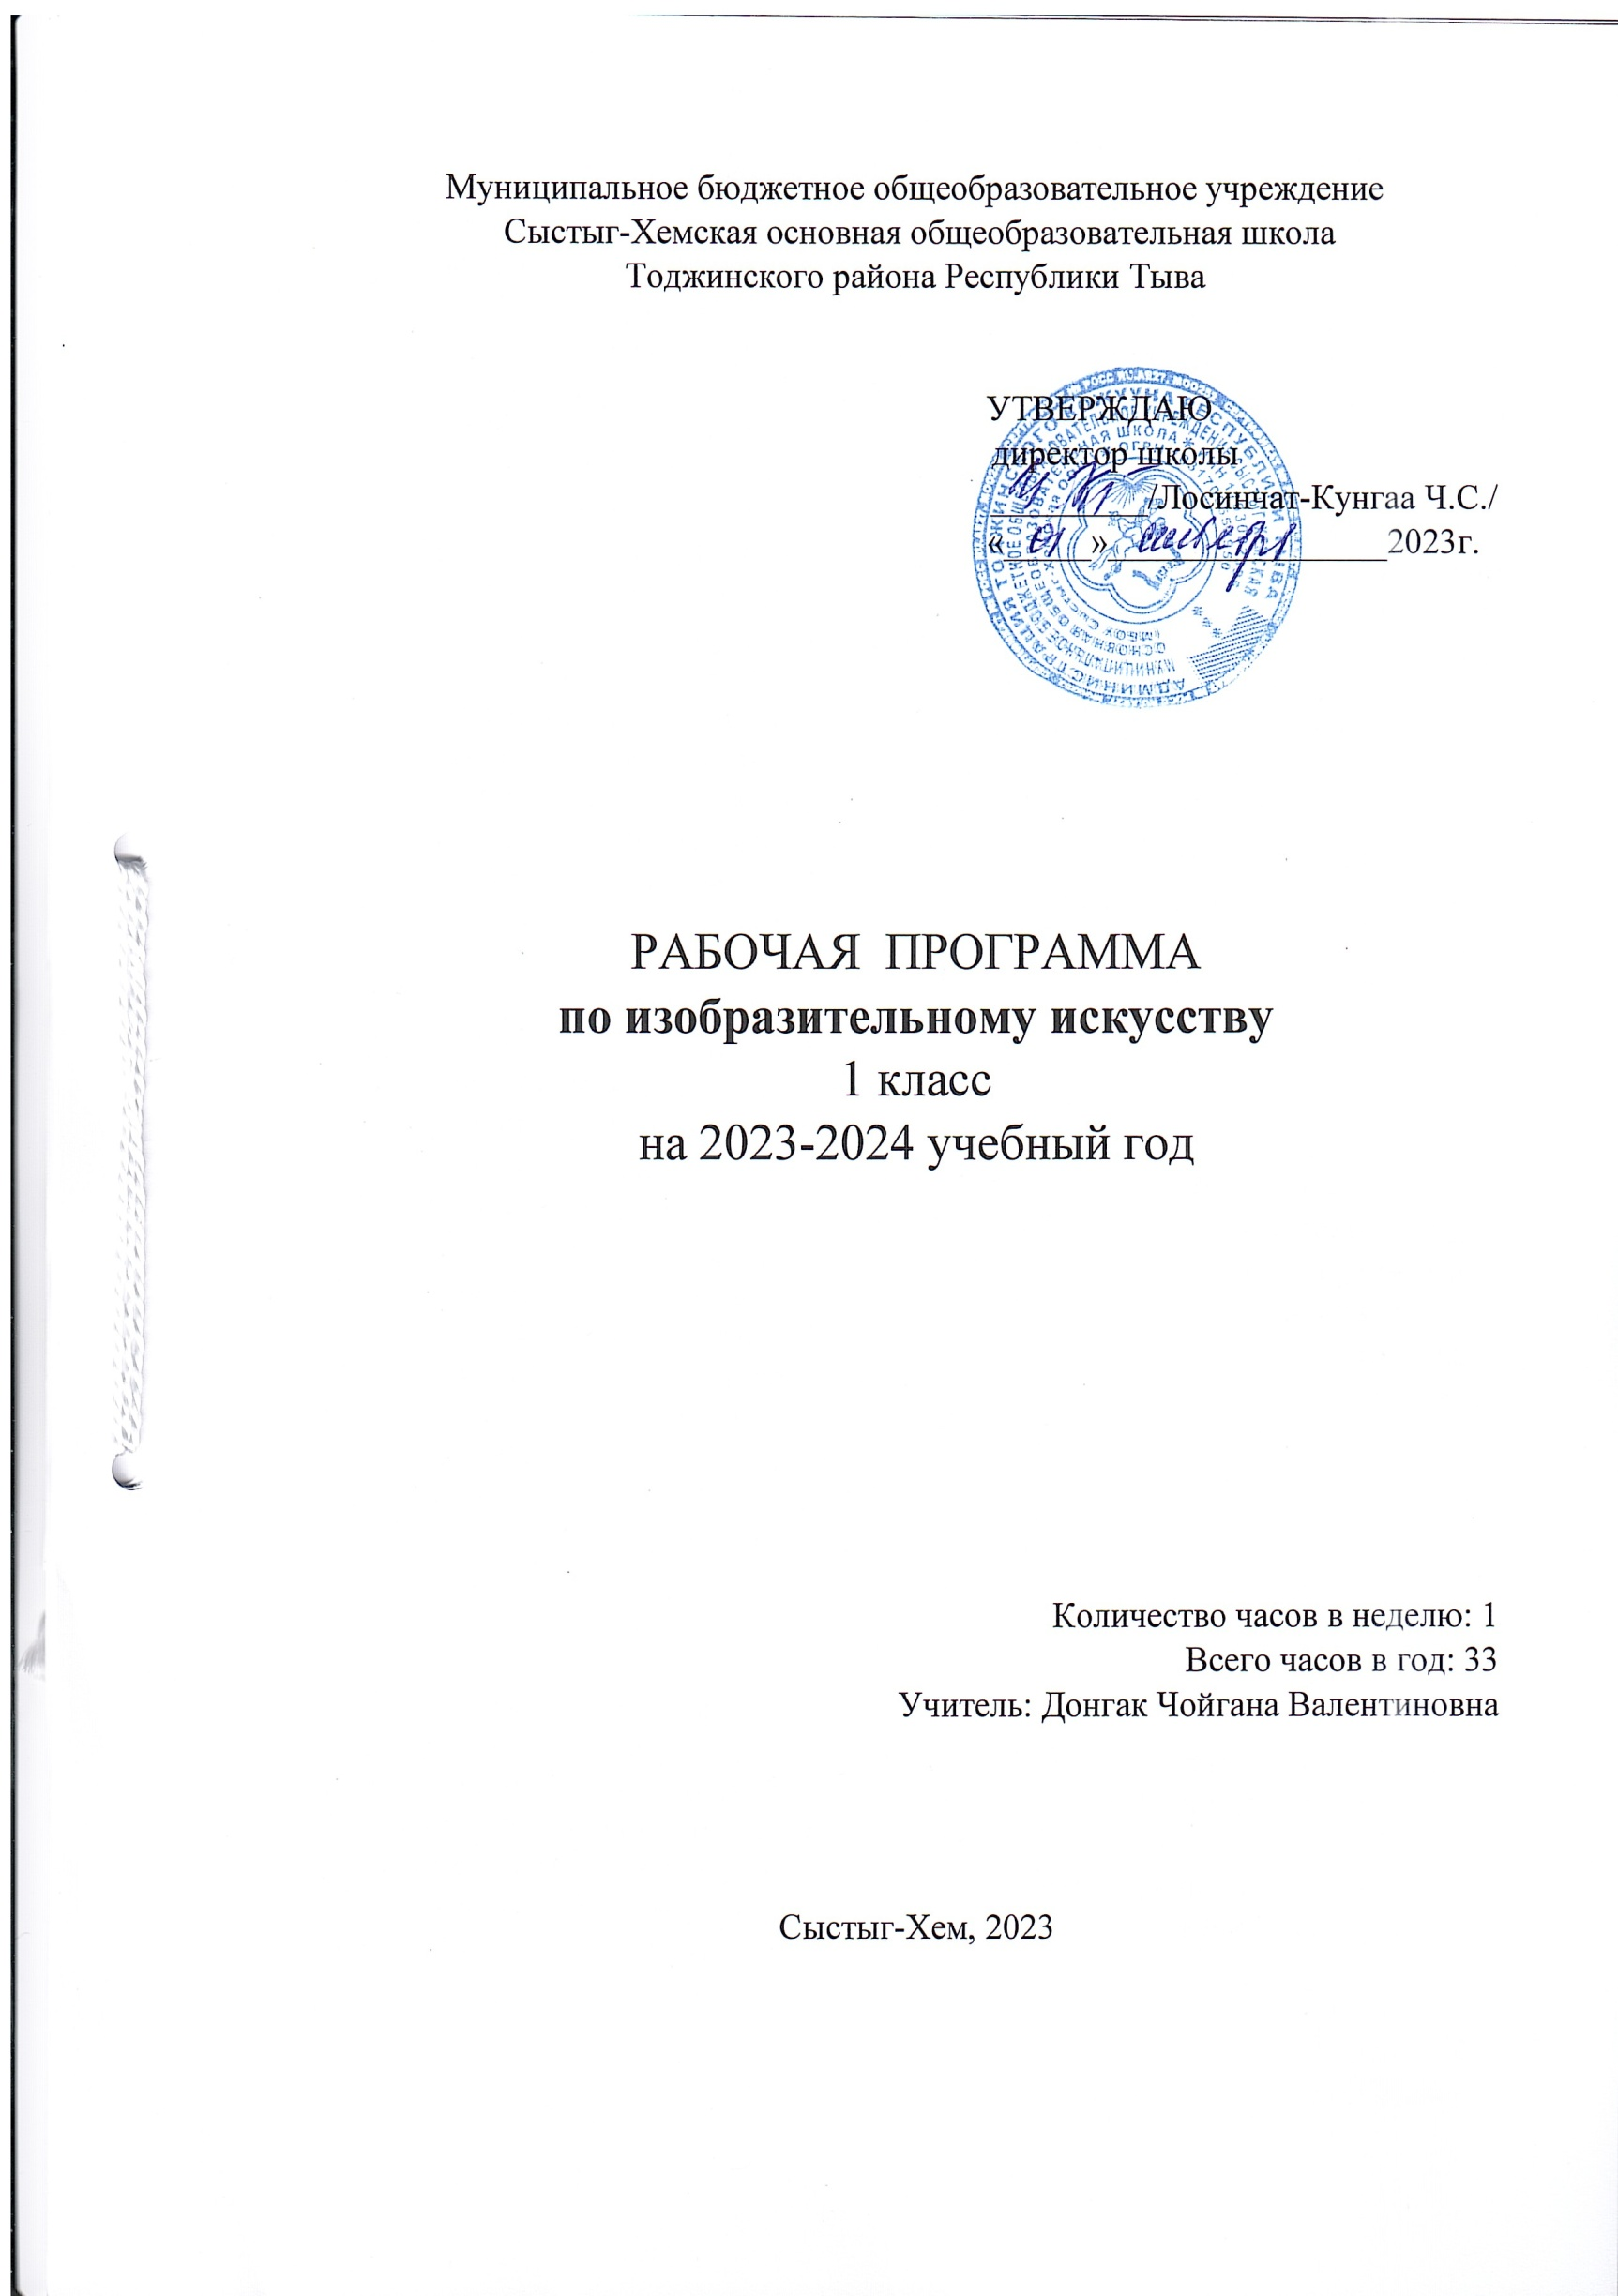 Муниципальное бюджетное общеобразовательное учреждение
Сыстыг-Хемская основная общеобразовательная школа
Тоджинского района Республики Тыва
УТВЕРЖДАЮ
директор школы
/Лосинчат-Кунгаа Ч.С./
« 01 » сентября 2023г.
РАБОЧАЯ ПРОГРАММА
по изобразительному искусству
1 класс
на 2023-2024 учебный год
Количество часов в неделю: 1
Всего часов в год: 33
Учитель: Донгак Чойгана Валентиновна
Сыстыг-Хем, 2023